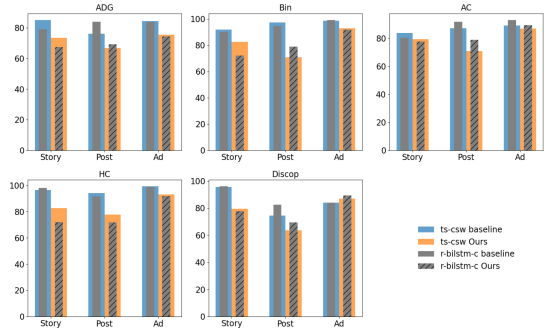 ADG
Bin
AC
80
60
40
20
0
Story
Post
Ad
100
80
60
40
20
0
Story
Post
Ad
80
60
40
20
0
Story
Post
Ad
HC
Discop
100
80
60
40
20
0
Story
Post
Ad
100
80
60
40
20
0
Story
Post
Ad
ts-csw baseline
ts-csw Ours
r-bilstm-c baseline
r-bilstm-c Ours